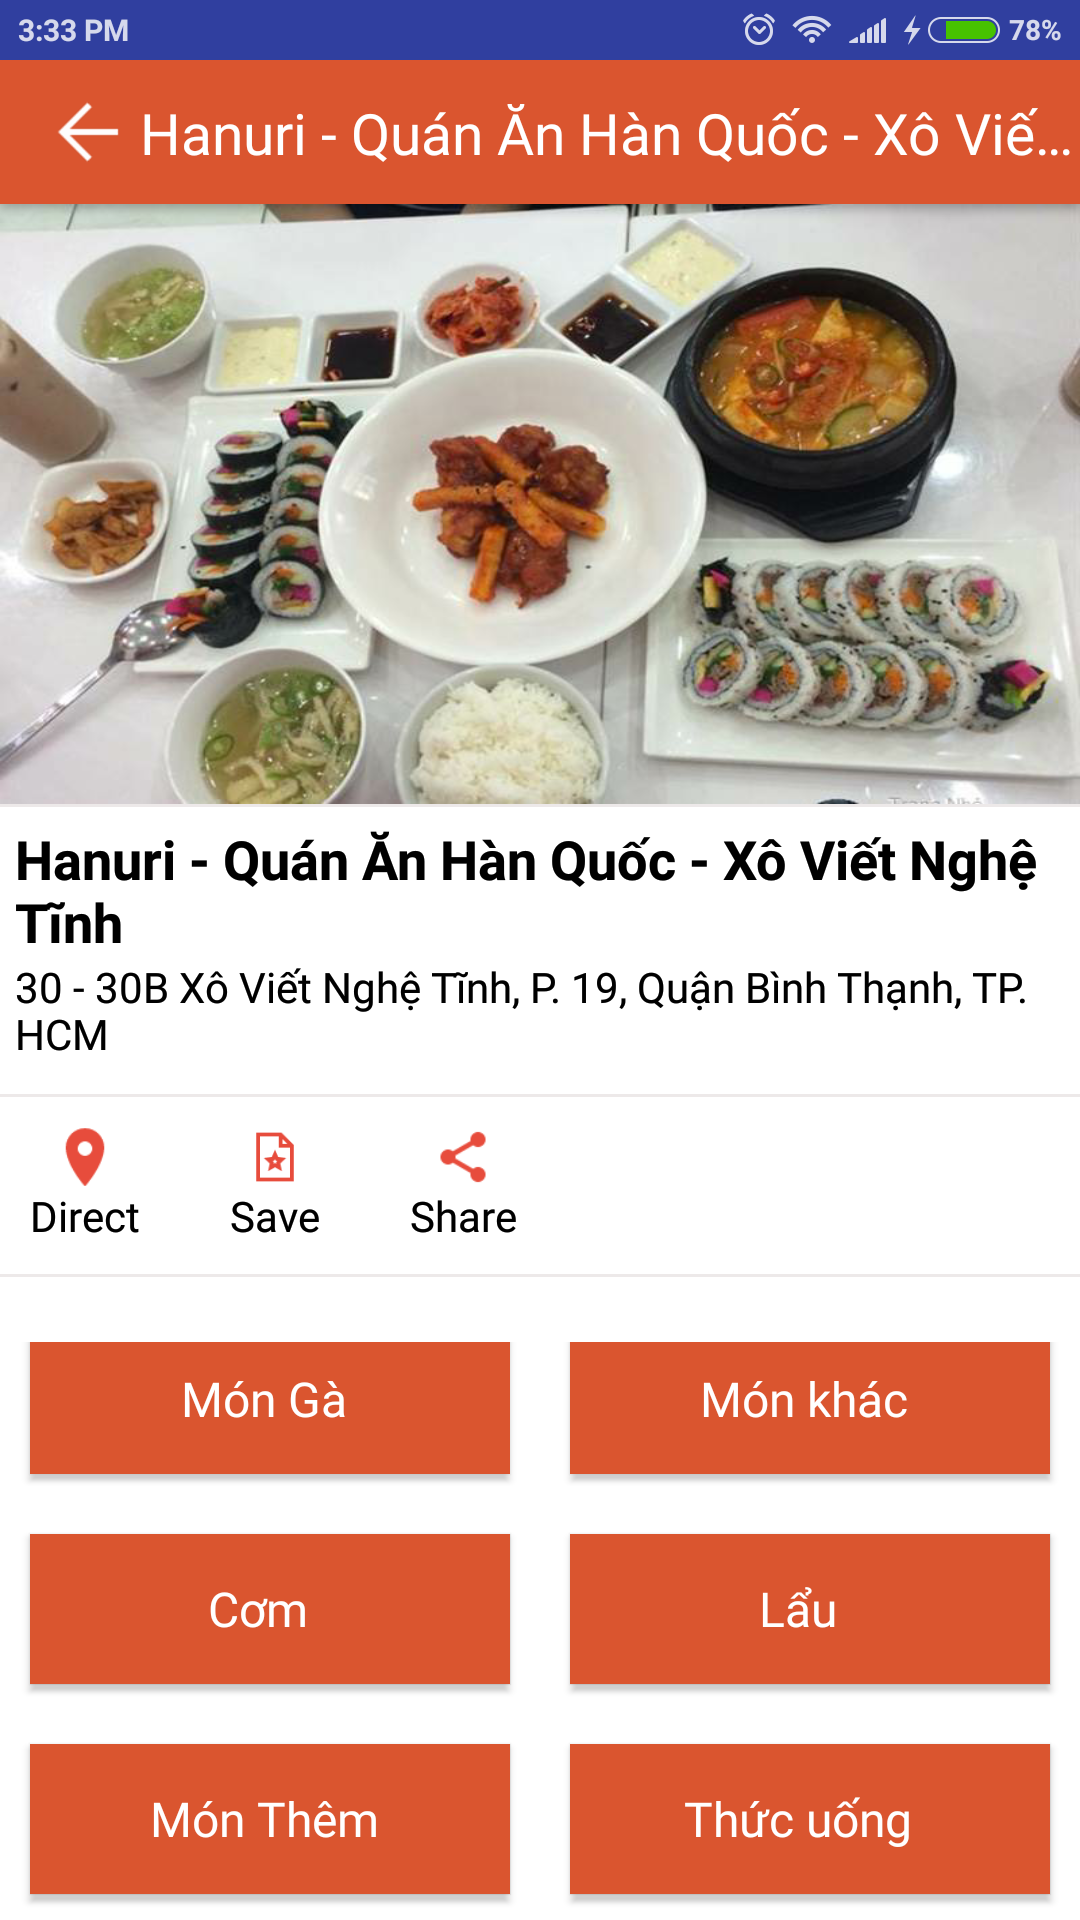 3:33 PM
78%
Hanuri - Quán Ăn Hàn Quốc - Xô Viế...
Hanuri - Quán Ăn Hàn Quốc - Xô Viết Nghệ
Tĩnh
30 - 30B Xô Viết Nghệ Tĩnh, P. 19, Quận Bình Thạnh, TP.
HCM
Direct
Save
Share
Món Gà
Món khác
Cơm
Lẩu
Món Thêm
Thức uống